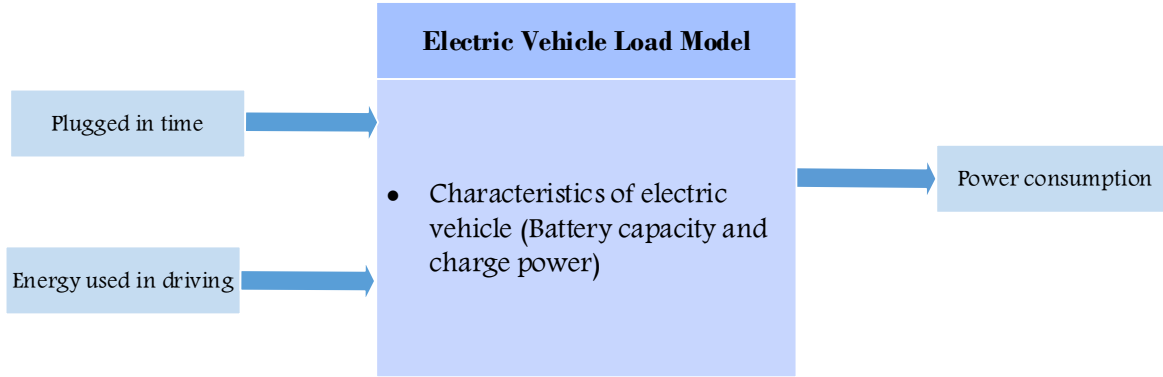 Electric Vehicle Load Model
Plugged in time
Energy used in driving
• Characteristics of electric
vehicle (Battery capacity and
charge power)
Power consumption